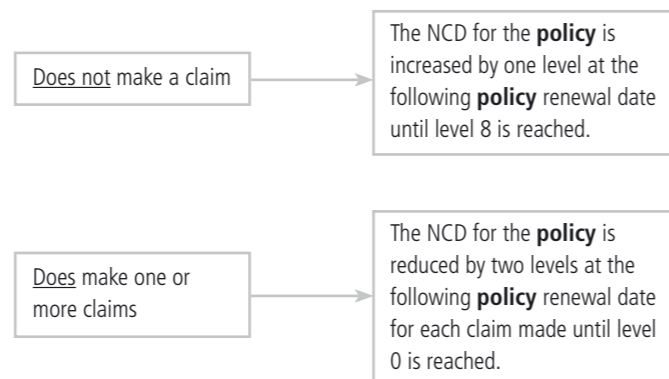 Does not make a claim
The NCD for the policy is
increased by one level at the
following policy renewal date
until level 8 is reached.
Does make one or
more claims
The NCD for the policy is
reduced by two levels at the
following policy renewal date
for each claim made until level
0 is reached.